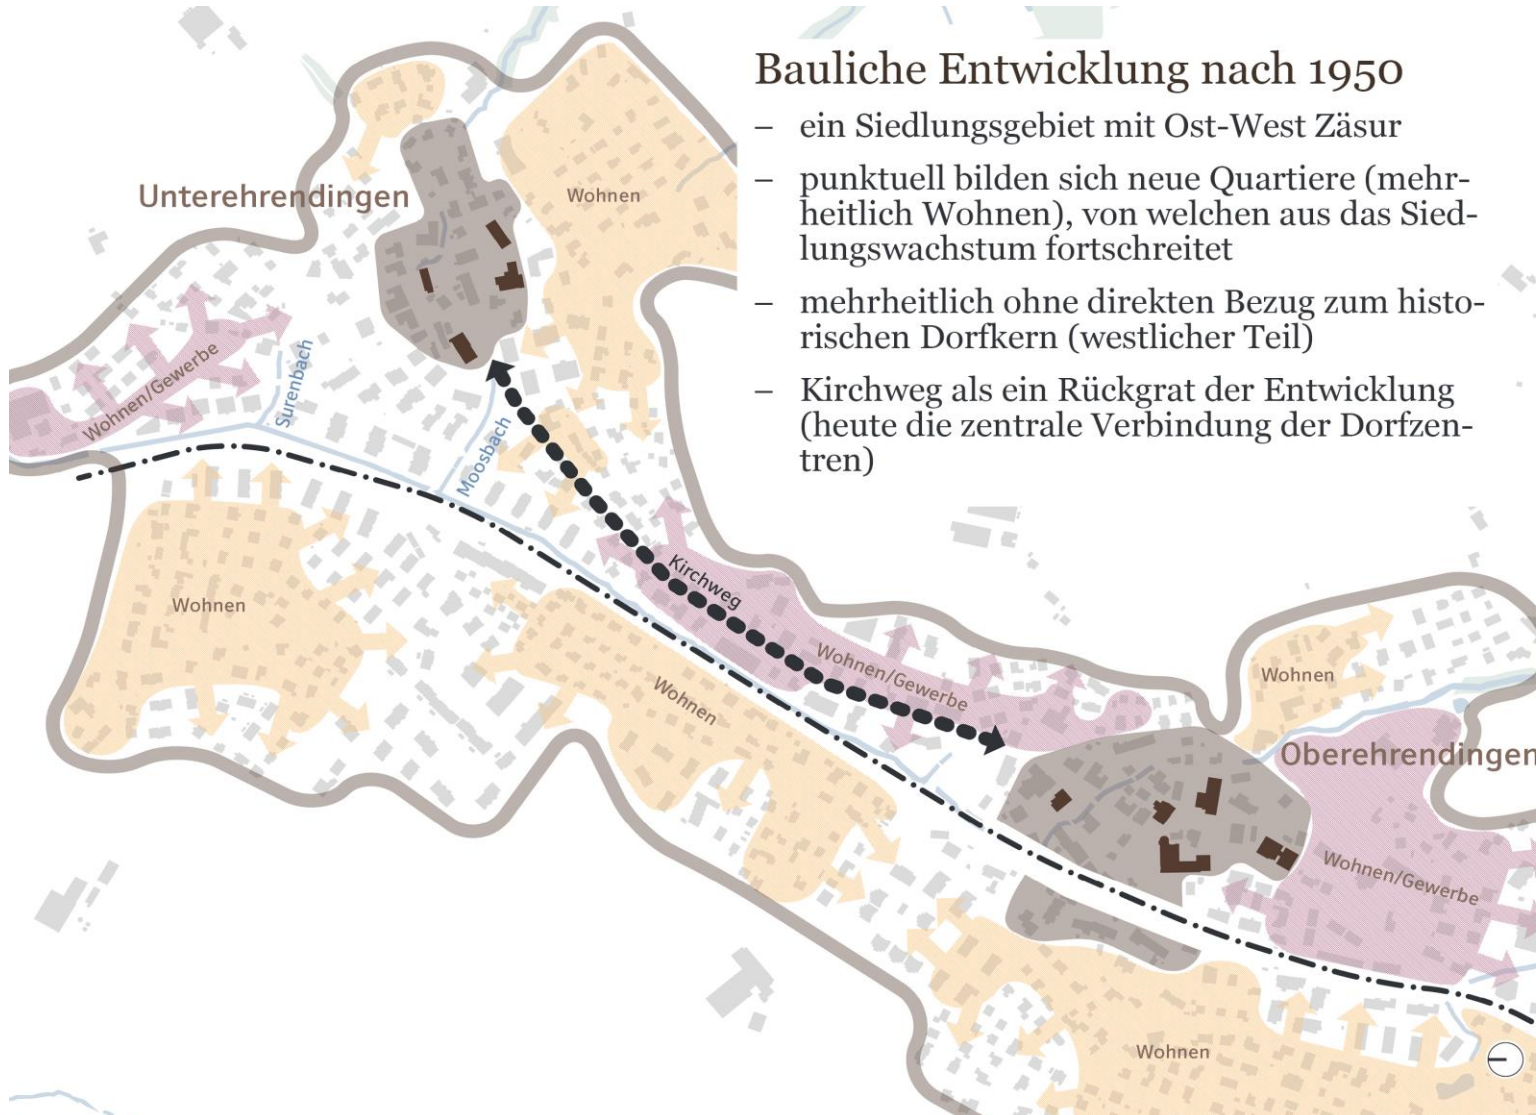 Bauliche Entwicklung nach 1950
– ein Siedlungsgebiet mit Ost-West Zäsur
– punktuell bilden sich neue Quartiere (mehr-
heitlich Wohnen), von welchen aus das Sied-
lungswachstum fortschreitet
– mehrheitlich ohne direkten Bezug zum histo-
rischen Dorfkern (westlicher Teil)
– Kirchweg als ein Rückgrat der Entwicklung
(heute die zentrale Verbindung der Dorfzen-
tren)
Unterehrendingen
Wohnen
Wohnen/Gewerbe
Surenbach
Moosbach
Kirchweg
Wohnen
Wohnen
Wohnen/Gewerbe
Wohnen
Oberehrendingen
Wohnen/Gewerbe
Wohnen